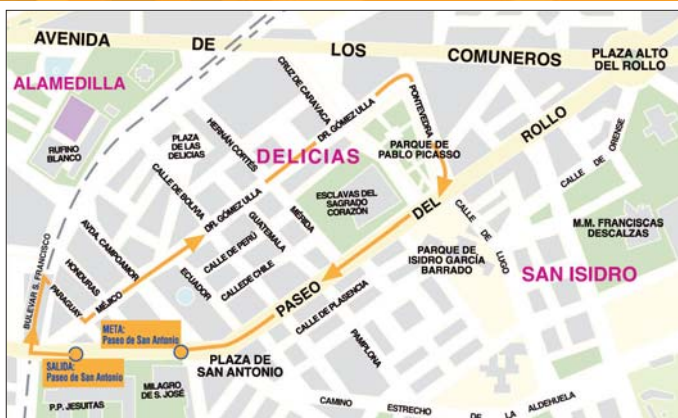 AVENIDA DE LOS COMUNEROS
PLAZA ALTO
DEL ROLLO
ALAMEDILLA
RUFINO
BLANCO
CRUZ DE CARAVACA
DR. GÓMEZ ULLA
PONTEVEDRA
HERNÁN CORTÉS
PLAZA
DE LAS
DELICIAS
DELICIAS
PARQUE DE
PABLO PICASSO
CALLE DE ORENSE
CALLE DE BOLIVIA
DR. GÓMEZ ULLA
ESCLAVAS DEL
SAGRADO
CORAZÓN
PASEO DEL ROLLO
MÉRIDA
GUATEMALA
CALLE DE PERÚ
CALLEDE CHILE
AVDA. CAMPOAMOR
HONDURAS
PARAGUAY
MÉJICO
ECUADOR
BULEVAR S. FRANCISCO
CALLE DE LUGO
M.M. FRANCISCAS
DESCALZAS
PARQUE DE
ISIDRO GARCÍA
BARRADO
SAN ISIDRO
CALLE DE PLASENCIA
PAMPLONA
META:
Paseo de San Antonio
SALIDA:
Paseo de San Antonio
PLAZA DE
SAN ANTONIO
MILAGRO
DE S. JOSÉ
P.P. JESUITAS
CAMINO ESTRECHO DE LA ALDEHUELA